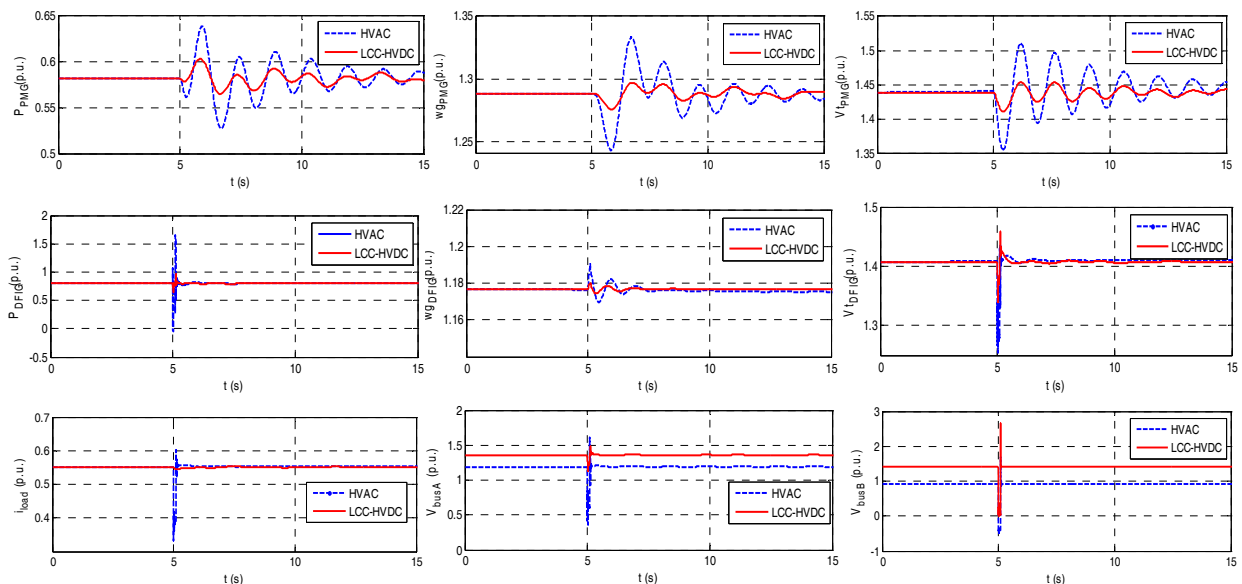 P_PMG(p.u.)
0.65
0.6
0.55
0.5
HVAC
LCC-HVDC
0 5 10 15
t (s)
wg_PMG(p.u.)
1.35
1.3
1.25
HVAC
LCC-HVDC
0 5 10 15
t (s)
Vt_PMG(p.u.)
1.55
1.5
1.45
1.4
1.35
HVAC
LCC-HVDC
0 5 10 15
t (s)
P_DFIG(p.u.)
2
1.5
1
0.5
0
-0.5
HVAC
LCC-HVDC
0 5 10 15
t (s)
wg_DFIG(p.u.)
1.22
1.2
1.18
1.16
HVAC
LCC-HVDC
0 5 10 15
t (s)
Vt_DFIG(p.u.)
1.5
1.4
1.3
HVAC
LCC-HVDC
0 5 10 15
t (s)
i_load (p.u.)
0.7
0.6
0.5
0.4
HVAC
LCC-HVDC
0 5 10 15
t (s)
V_busA (p.u.)
2
1.5
1
0.5
0
HVAC
LCC-HVDC
0 5 10 15
t (s)
V_busB (p.u.)
3
2
1
0
-1
HVAC
LCC-HVDC
0 5 10 15
t (s)